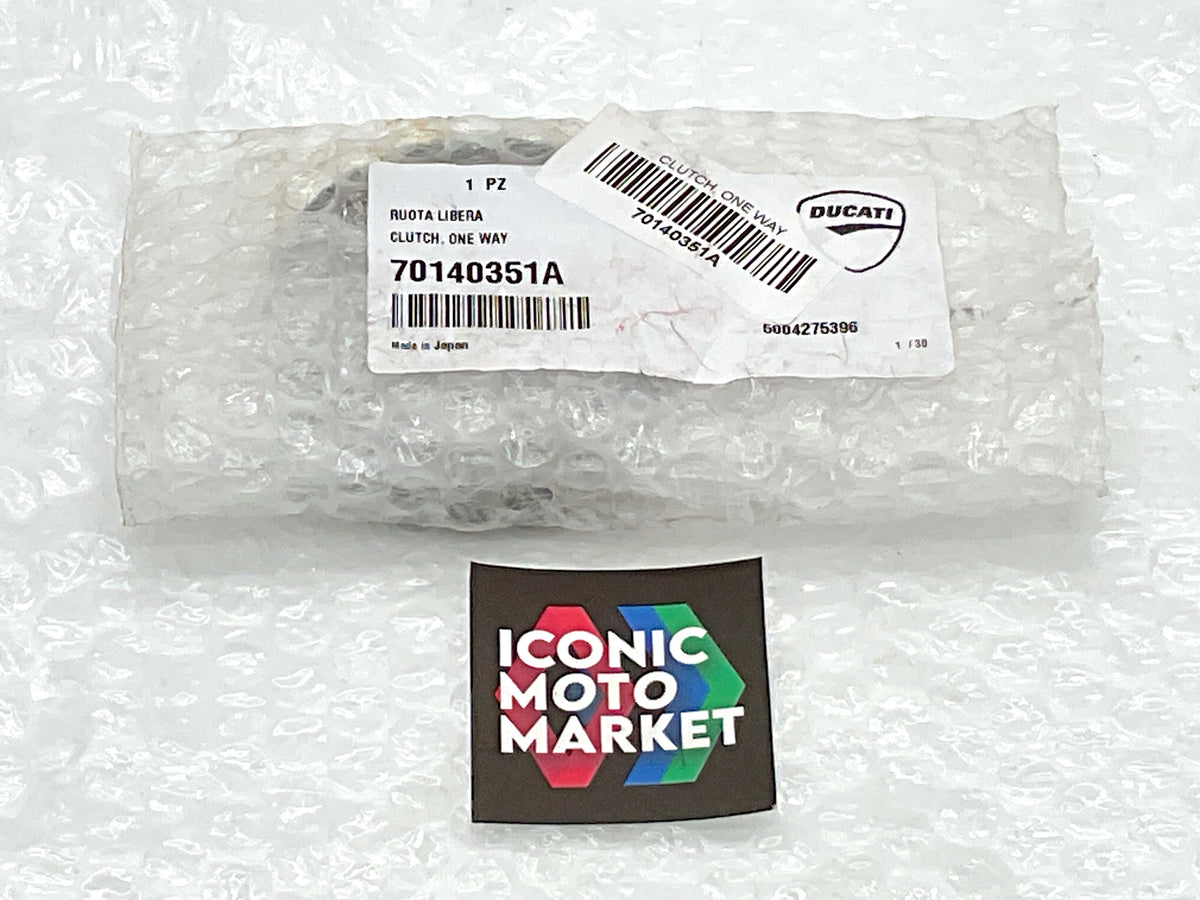 1 PZ
RUOTA LIBERA
CLUTCH, ONE WAY
70140351A
Made in Japan
CLUTCH, ONE WAY
70140351A
DUCATI
6004275396
1 /30
ICONIC
MOTO
MARKET